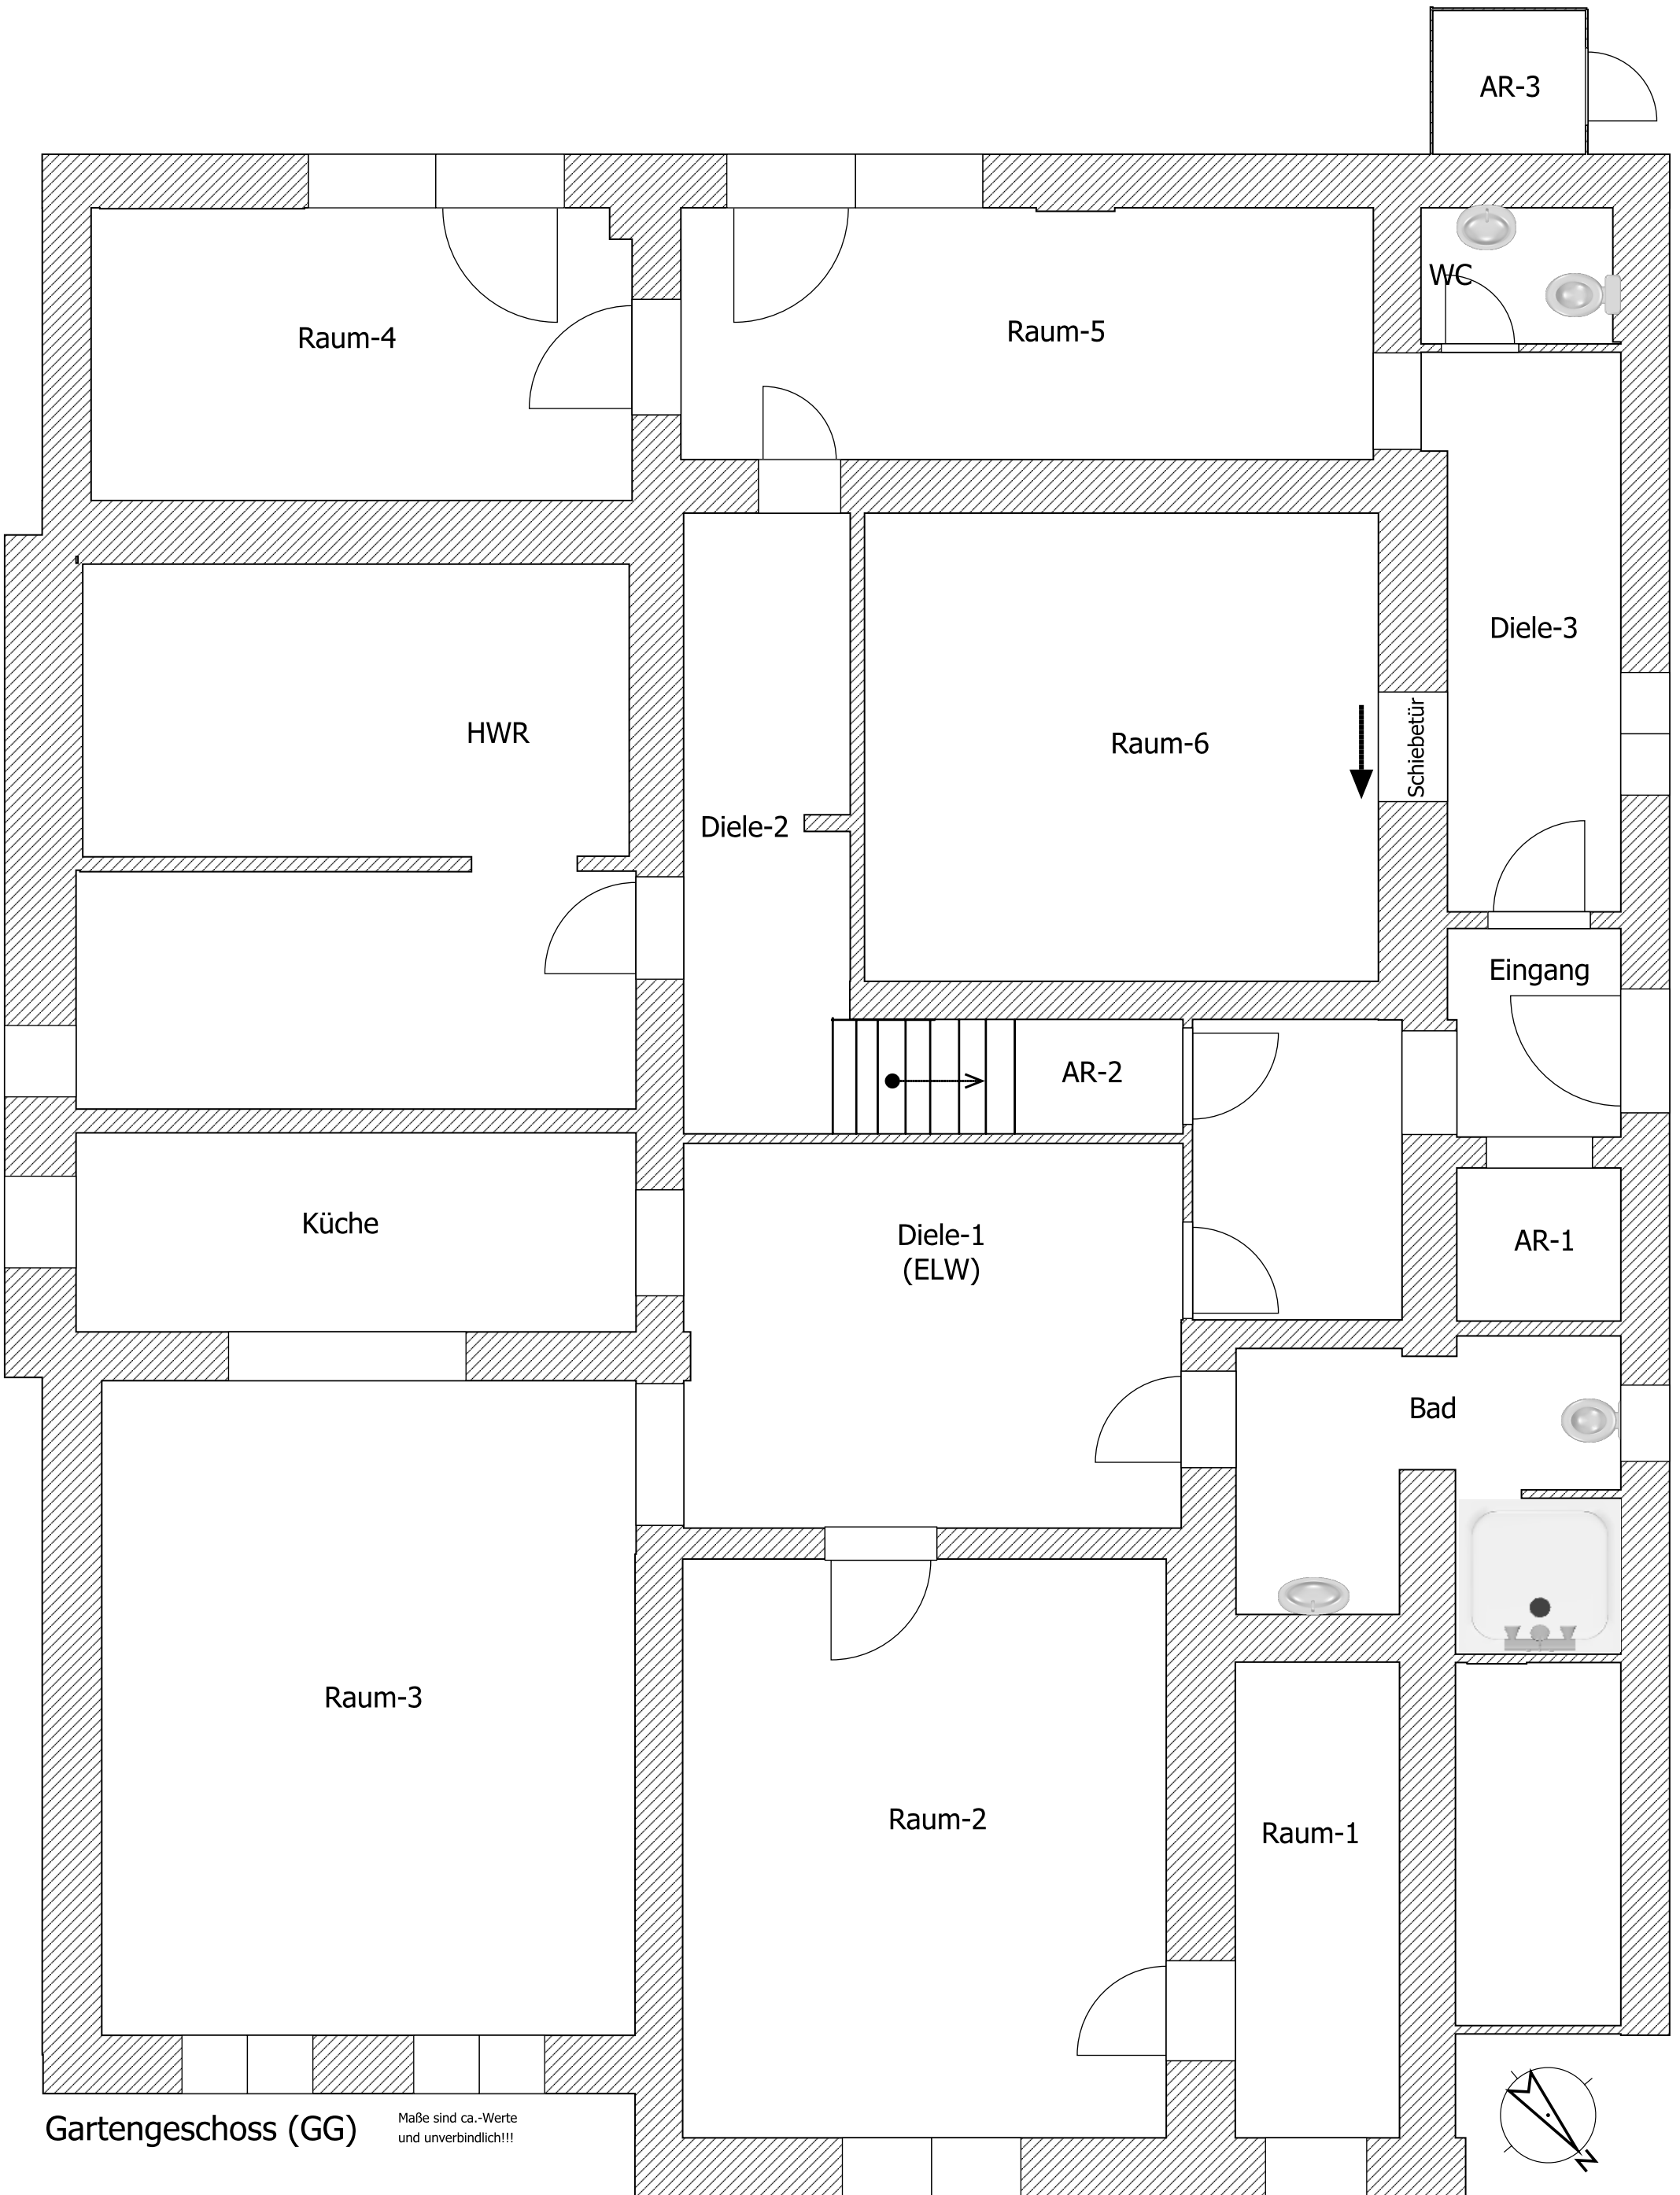 AR-3
WC
Raum-4
Raum-5
Diele-3
HWR
Raum-6
Schiebetür
Diele-2
Eingang
AR-2
Küche
Diele-1
(ELW)
AR-1
Bad
Raum-3
Raum-2
Raum-1
Gartengeschoss (GG)
Maße sind ca.-Werte
und unverbindlich!!!
N